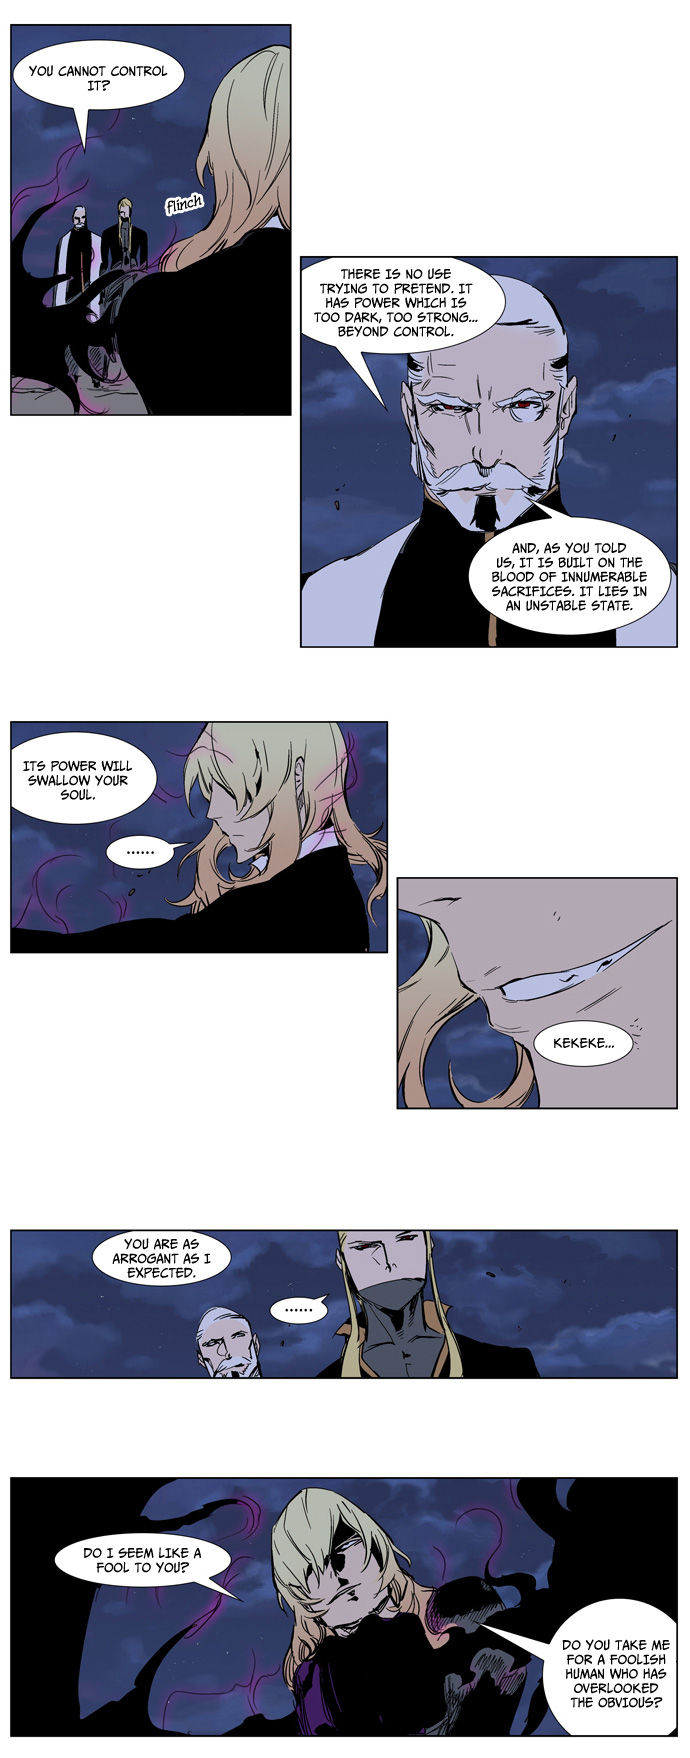 YOU CANNOT CONTROL
IT?
flinch
THERE IS NO USE
TRYING TO PRETEND. IT
HAS POWER WHICH IS
TOO DARK, TOO STRONG...
BEYOND CONTROL.
AND, AS YOU TOLD
US, IT IS BUILT ON THE
BLOOD OF INNUMERABLE
SACRIFICES. IT LIES IN
AN UNSTABLE STATE.
ITS POWER WILL
SWALLOW YOUR
SOUL.
......
KEKEKE...
YOU ARE AS
ARROGANT AS I
EXPECTED.
......
DO I SEEM LIKE A
FOOL TO YOU?
DO YOU TAKE ME
FOR A FOOLISH
HUMAN WHO HAS
OVERLOOKED
THE OBVIOUS?